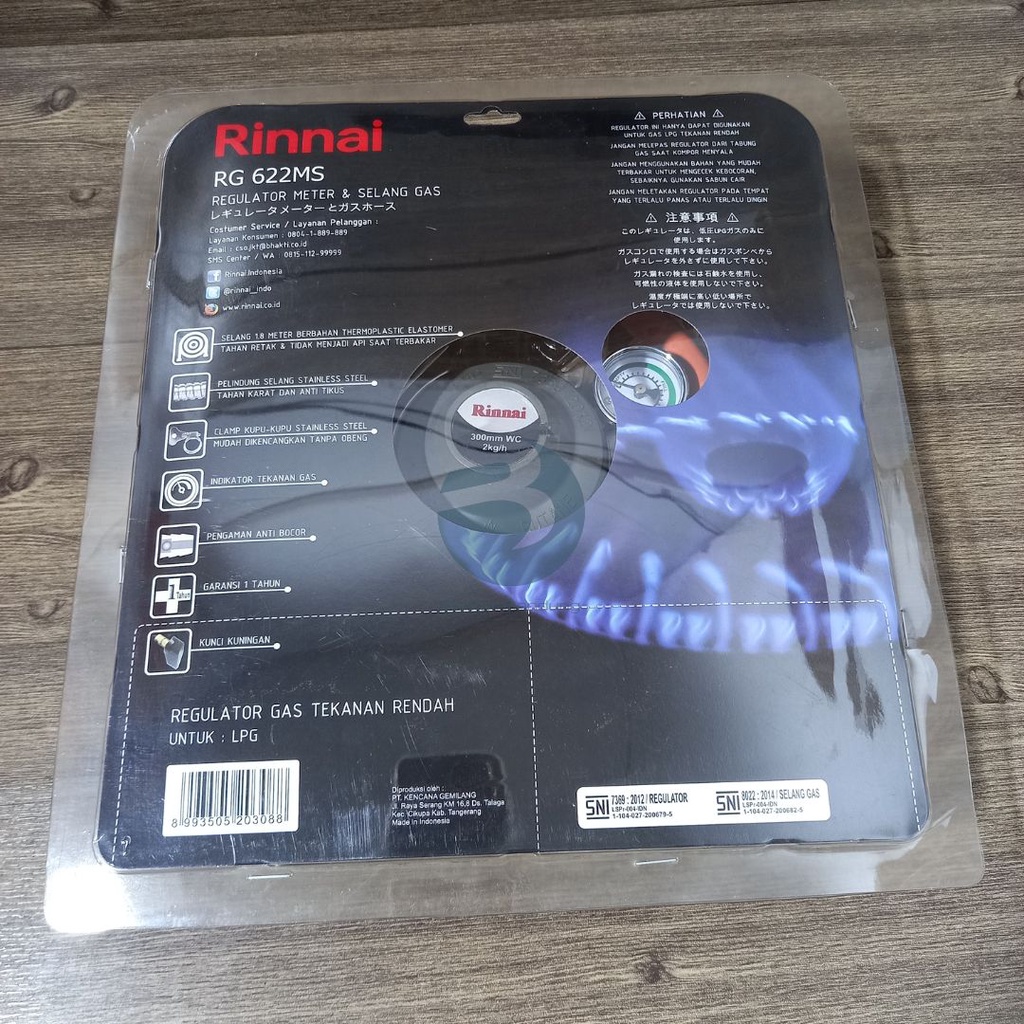 Rinnai
RG 622MS
REGULATOR METER & SELANG GAS
レギュレータメーターとガスホース
Costumer Service / Layanan Pelanggan :
Layanan Konsumen : 0804-1-889-889
Email : cso.jkt@bhakti.co.id
SMS Center / WA : 0815-112-99999
Rinnai.Indonesia
@rinnai_indo
www.rinnai.co.id
⚠ PERHATIAN ⚠
REGULATOR INI HANYA DAPAT DIGUNAKAN
UNTUK GAS LPG TEKANAN RENDAH
JANGAN MELEPAS REGULATOR DARI TABUNG
GAS SAAT KOMPOR MENYALA
JANGAN MENGGUNAKAN BAHAN YANG MUDAH
TERBAKAR UNTUK MENGECEK KEBOCORAN,
SEBAIKNYA GUNAKAN SABUN CAIR
JANGAN MELETAKAN REGULATOR PADA TEMPAT
YANG TERLALU PANAS ATAU TERLALU DINGIN
⚠ 注意事項 ⚠
このレギュレータは、低圧LPGガスのみに
使用します。
ガスコンロで使用する場合はガスボンベから
レギュレータを外さずに使用して下さい。
ガス漏れの検査には石鹸水を使用し、
可燃性の液体を使用しないで下さい。
温度が極端に高い低い場所で
レギュレータでは使用しないで下さい。
SELANG 1.8 METER BERBAHAN THERMOPLASTIC ELASTOMER
TAHAN RETAK & TIDAK MENJADI API SAAT TERBAKAR
PELINDUNG SELANG STAINLESS STEEL
TAHAN KARAT DAN ANTI TIKUS
CLAMP KUPU-KUPU STAINLESS STEEL
MUDAH DIKENCANGKAN TANPA OBENG
INDIKATOR TEKANAN GAS
PENGAMAN ANTI BOCOR
1 Tahun
GARANSI 1 TAHUN
KUNCI KUNINGAN
Rinnai
300mm WC
2kg/h
REGULATOR GAS TEKANAN RENDAH
UNTUK : LPG
8 993505 203088
Diproduksi oleh :
PT. KENCANA GEMILANG
Jl. Raya Serang KM 16,8 Ds. Talaga
Kec. Cikupa Kab. Tangerang
Made in Indonesia
SNI 7369 : 2012 / REGULATOR
LSPr-004-IDN
1-104-027-200679-5
SNI 8022 : 2014 / SELANG GAS
LSPr-004-IDN
1-104-027-200682-5